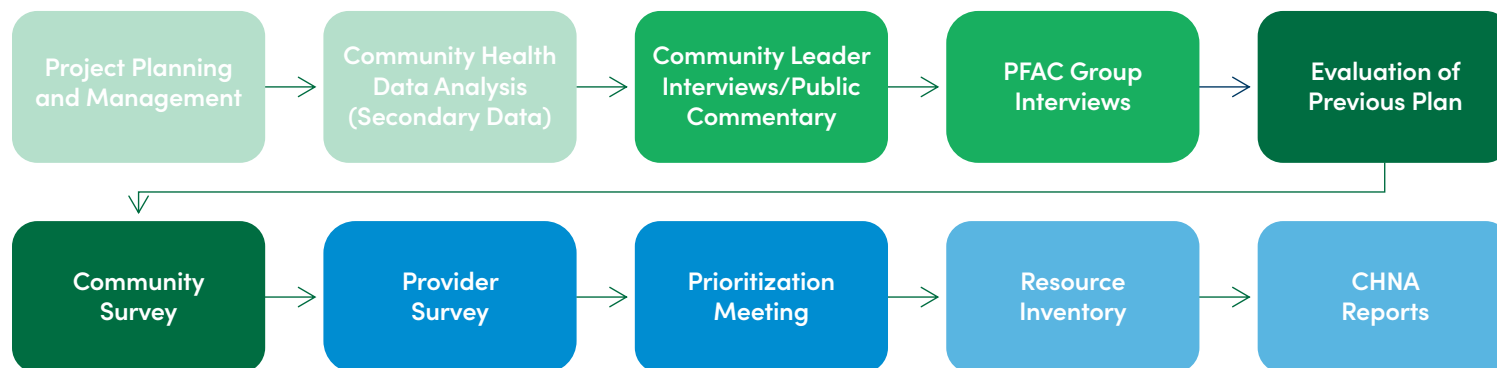 Project Planning
and Management
Community Health
Data Analysis
(Secondary Data)
Community Leader
Interviews/Public
Commentary
PFAC Group
Interviews
Evaluation of
Previous Plan
Community
Survey
Provider
Survey
Prioritization
Meeting
Resource
Inventory
CHNA
Reports